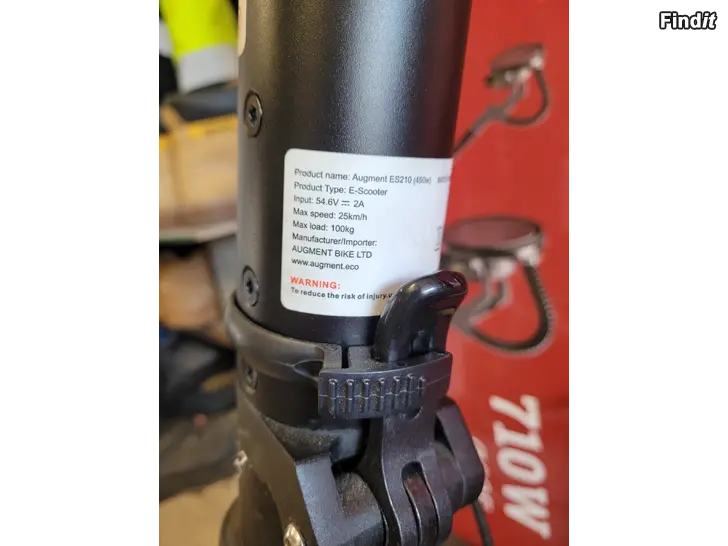 Findit
Product name: Augment ES210 (450w)
Product Type: E-Scooter
Input: 54.6V ⎓ 2A
Max speed: 25km/h
Max load: 100kg
Manufacturer/Importer:
AUGMENT BIKE LTD
www.augment.eco
WARNING:
To reduce the risk of injury,
710W